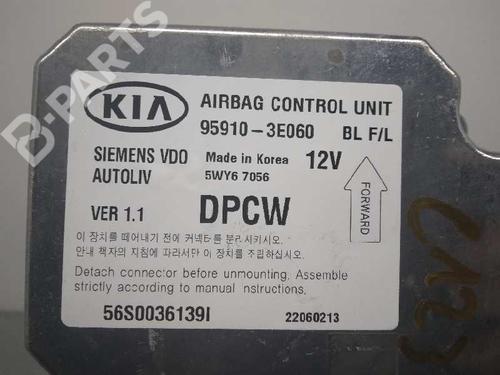 B-PARTS
KIA
AIRBAG CONTROL UNIT
95910-3E060 BL F/L
SIEMENS VDO
AUTOLIV
Made in Korea
5WY6 7056
12V
FORWARD
VER 1.1
DPCW
이 장치를 떼어내기 전에 커넥터를 분리시키시오.
안내 책자의 지침에 따라서만 이 장치를 조립하시오.
Detach connector before unmounting. Assemble
strictly according to manual instructions.
56S0036139I
22060213
C123